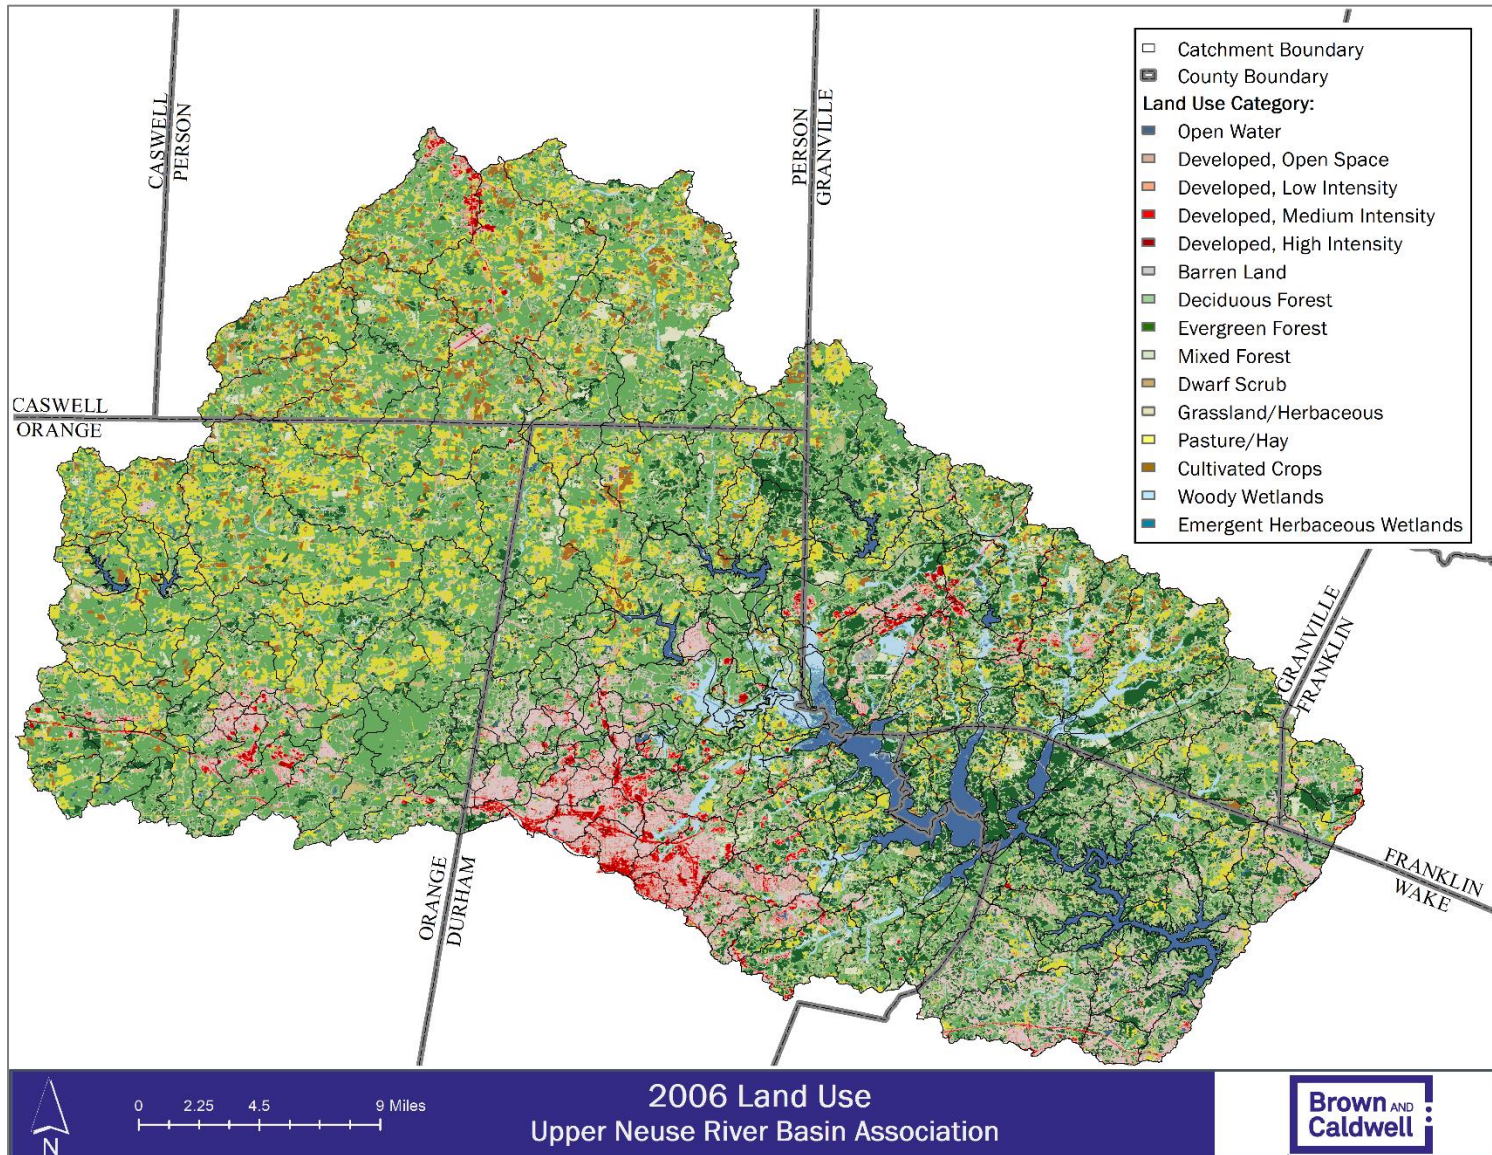 Catchment Boundary
County Boundary
Land Use Category:
Open Water
Developed, Open Space
Developed, Low Intensity
Developed, Medium Intensity
Developed, High Intensity
Barren Land
Deciduous Forest
Evergreen Forest
Mixed Forest
Dwarf Scrub
Grassland/Herbaceous
Pasture/Hay
Cultivated Crops
Woody Wetlands
Emergent Herbaceous Wetlands
CASWELL
PERSON
PERSON
GRANVILLE
CASWELL
ORANGE
GRANVILLE
FRANKLIN
ORANGE
DURHAM
FRANKLIN
WAKE
N
0 2.25 4.5 9 Miles
2006 Land Use
Upper Neuse River Basin Association
Brown AND
Caldwell